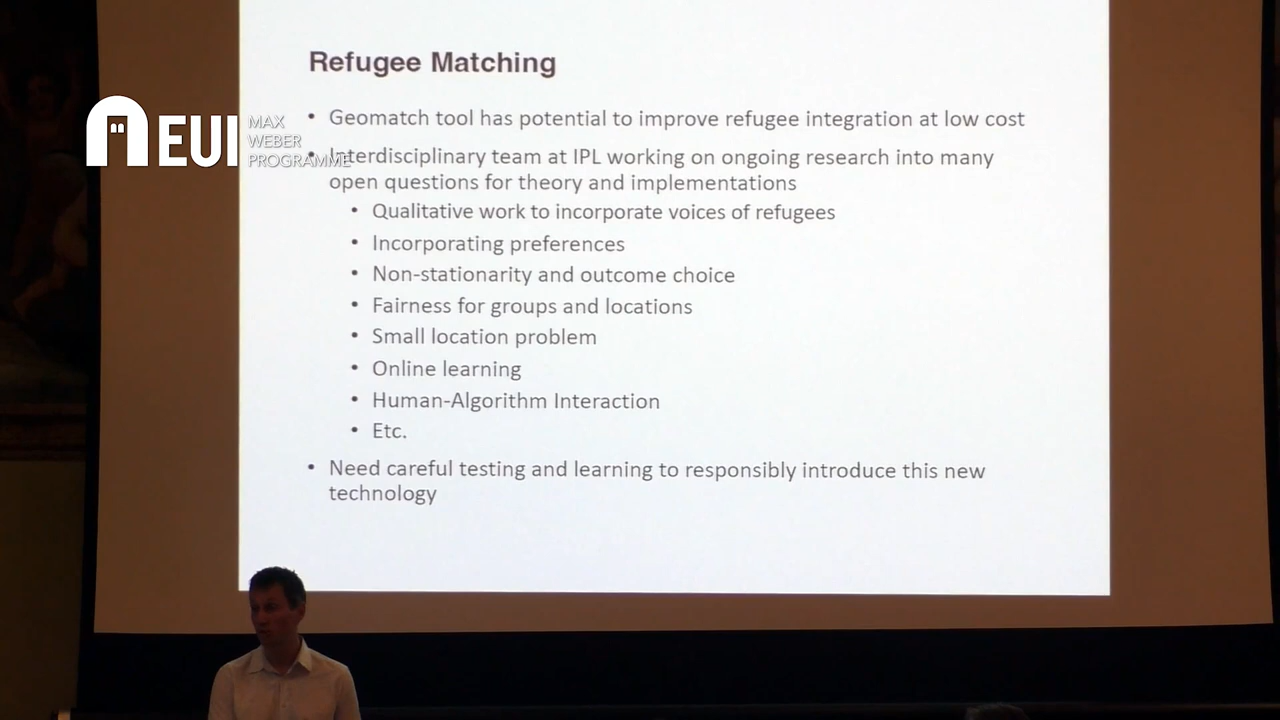 Refugee Matching
EUI
MAX
WEBER
PROGRAMME
• Geomatch tool has potential to improve refugee integration at low cost
• Interdisciplinary team at IPL working on ongoing research into many
open questions for theory and implementations
• Qualitative work to incorporate voices of refugees
• Incorporating preferences
• Non-stationarity and outcome choice
• Fairness for groups and locations
• Small location problem
• Online learning
• Human-Algorithm Interaction
• Etc.
• Need careful testing and learning to responsibly introduce this new
technology